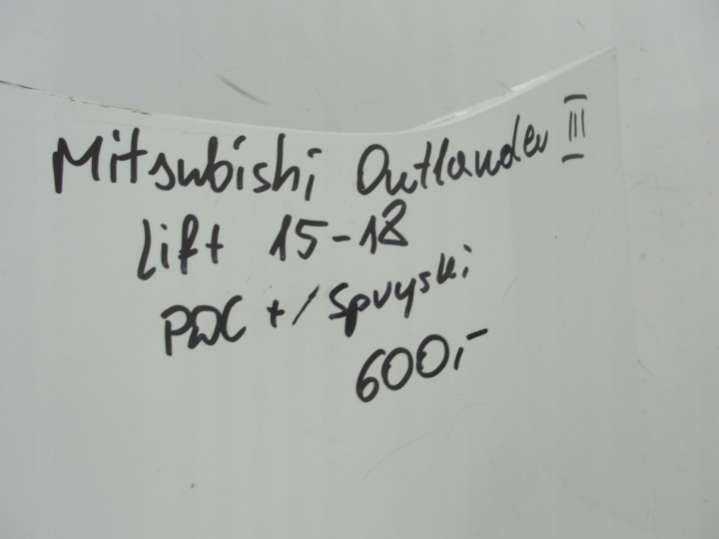 Mitsubishi Outlander III
Lift 15-18
PDC +/ Spryski
600,-